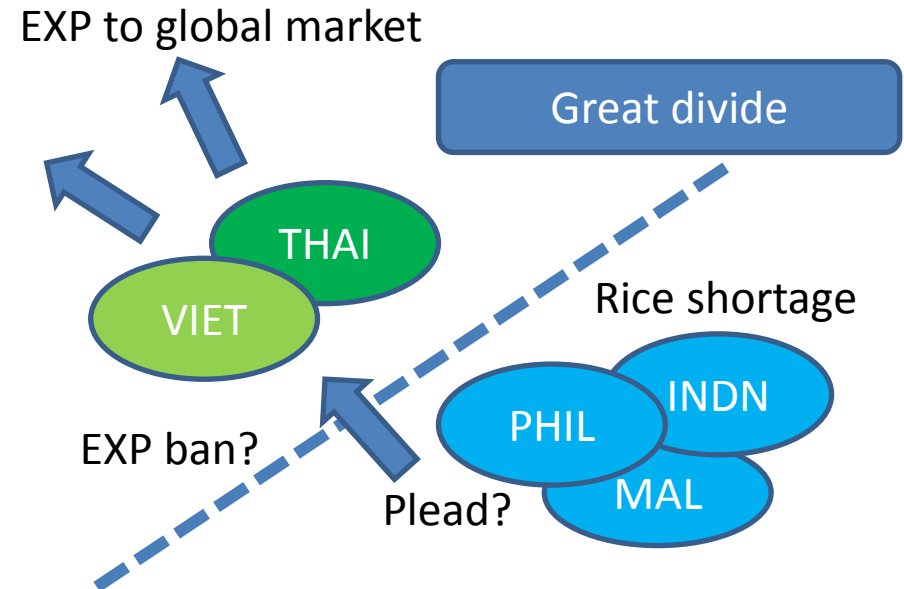 EXP to global market
Great divide
THAI
VIET
Rice shortage
INDN
PHIL
EXP ban?
MAL
Plead?